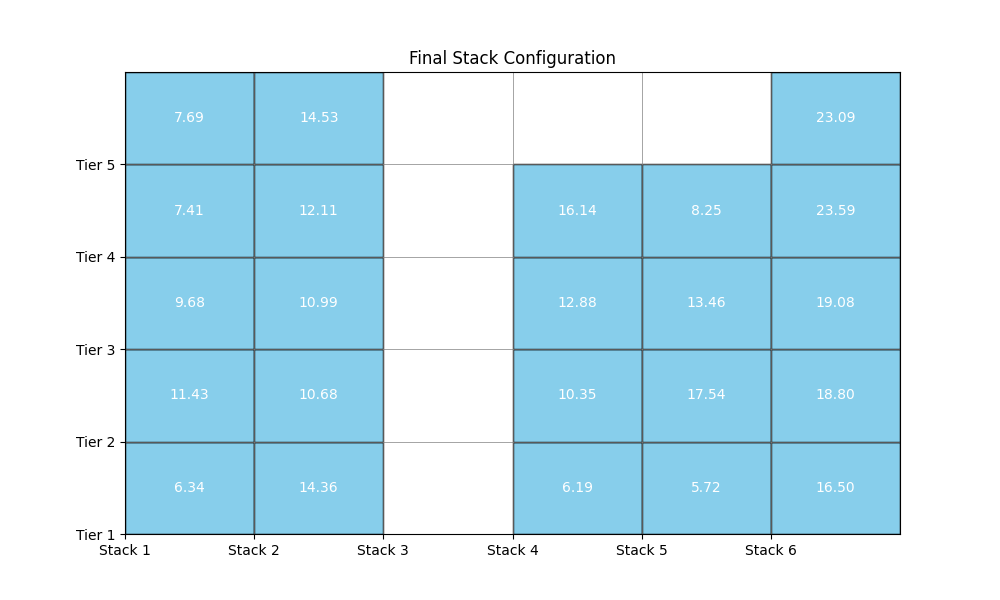 Final Stack Configuration
7.69 14.53 23.09
Tier 5
7.41 12.11 16.14 8.25 23.59
Tier 4
9.68 10.99 12.88 13.46 19.08
Tier 3
11.43 10.68 10.35 17.54 18.80
Tier 2
6.34 14.36 6.19 5.72 16.50
Tier 1
Stack 1 Stack 2 Stack 3 Stack 4 Stack 5 Stack 6